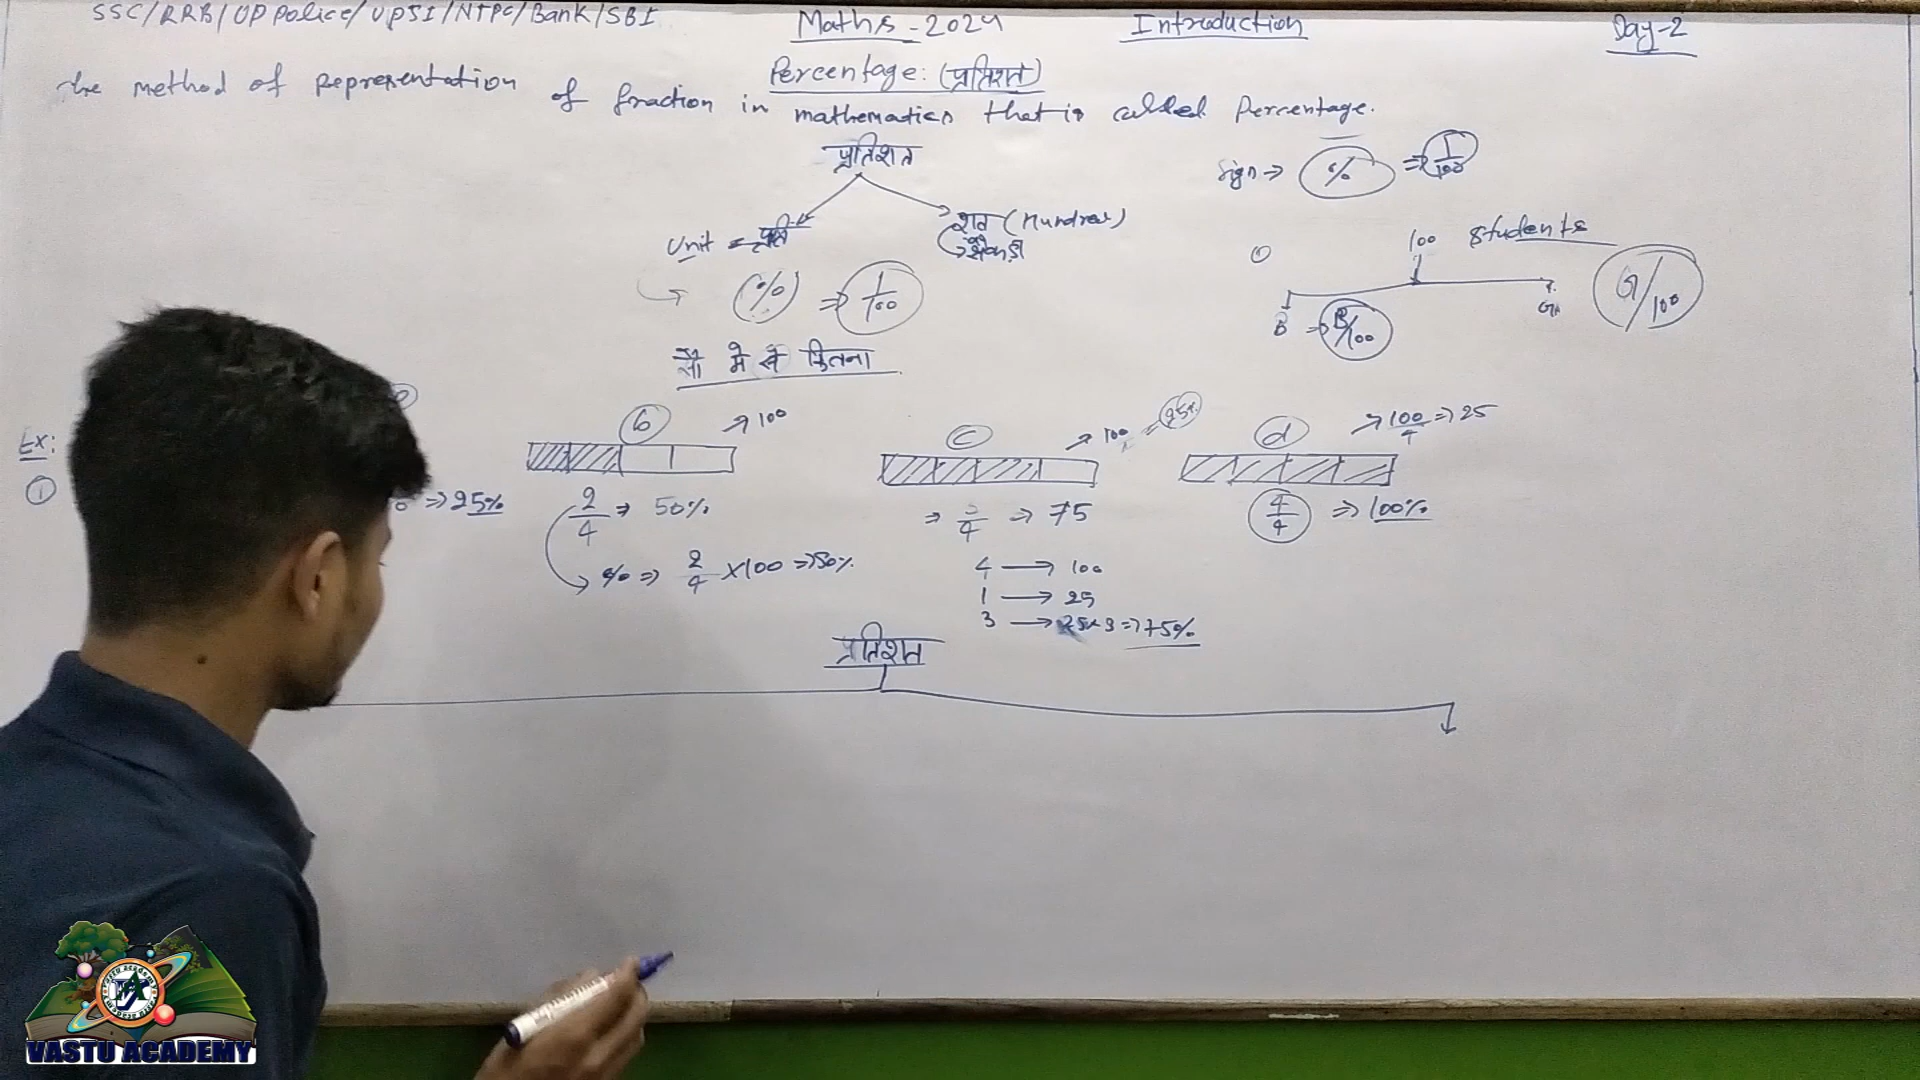 SSC/RRB/UP Police/UPSI/NTPC/Bank/SBI
Maths - 2024
Introduction
Day-2
Percentage: (प्रतिशत)
The method of representation of fraction in mathematics that is called Percentage.
प्रतिशत
Sign ⇒ % ⇒ 1/100
Unit = प्रति
शत (Hundred)
सैकड़ा
(%) ⇒ 1/100
① 100 students
B ⇒ B/100
G/100
सौ में से कितना
Ex:
①
b → 100
c → 100
25%
d → 100/4 ⇒ 25
⇒ 25%
2/4 ⇒ 50%
⇒ 3/4 ⇒ 75
4/4 ⇒ 100%
% ⇒ 2/4 × 100 ⇒ 50%
4 → 100
1 → 25
3 → 25×3 ⇒ 75%
प्रतिशत
VASTU ACADEMY